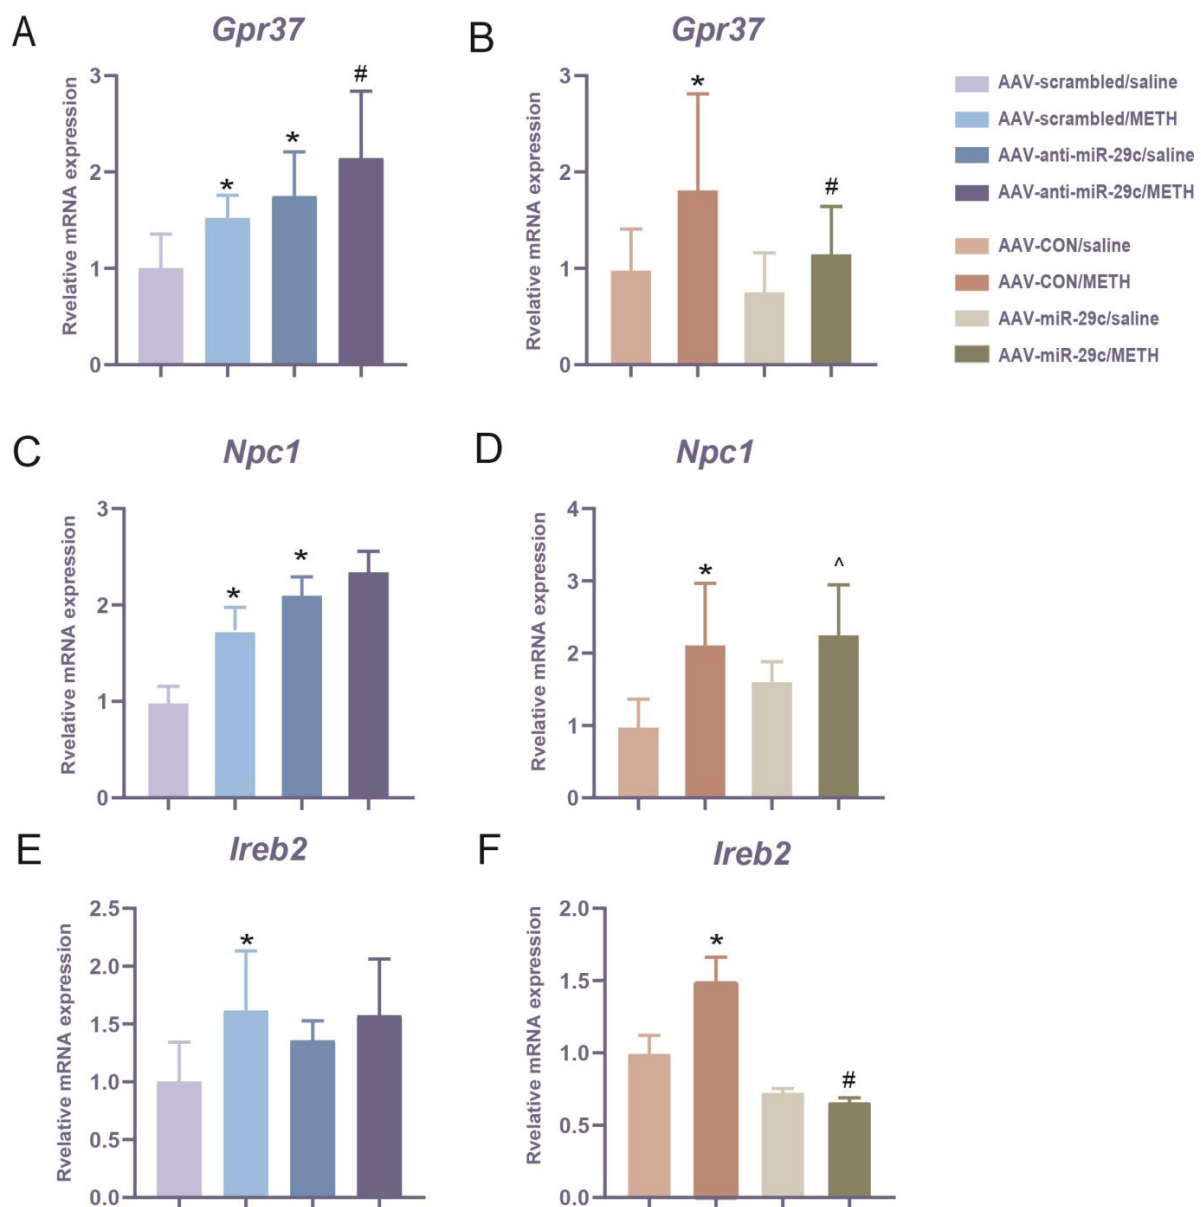 A
Gpr37
Rvelative mRNA expression
3
2
1
0
*
*
#
B
Gpr37
Rvelative mRNA expression
3
2
1
0
*
#
AAV-scrambled/saline
AAV-scrambled/METH
AAV-anti-miR-29c/saline
AAV-anti-miR-29c/METH
AAV-CON/saline
AAV-CON/METH
AAV-miR-29c/saline
AAV-miR-29c/METH
C
Npc1
Rvelative mRNA expression
3
2
1
0
*
*
D
Npc1
Rvelative mRNA expression
4
3
2
1
0
*
^
E
Ireb2
Rvelative mRNA expression
2.5
2.0
1.5
1.0
0.5
0.0
*
F
Ireb2
Rvelative mRNA expression
2.0
1.5
1.0
0.5
0.0
*
#